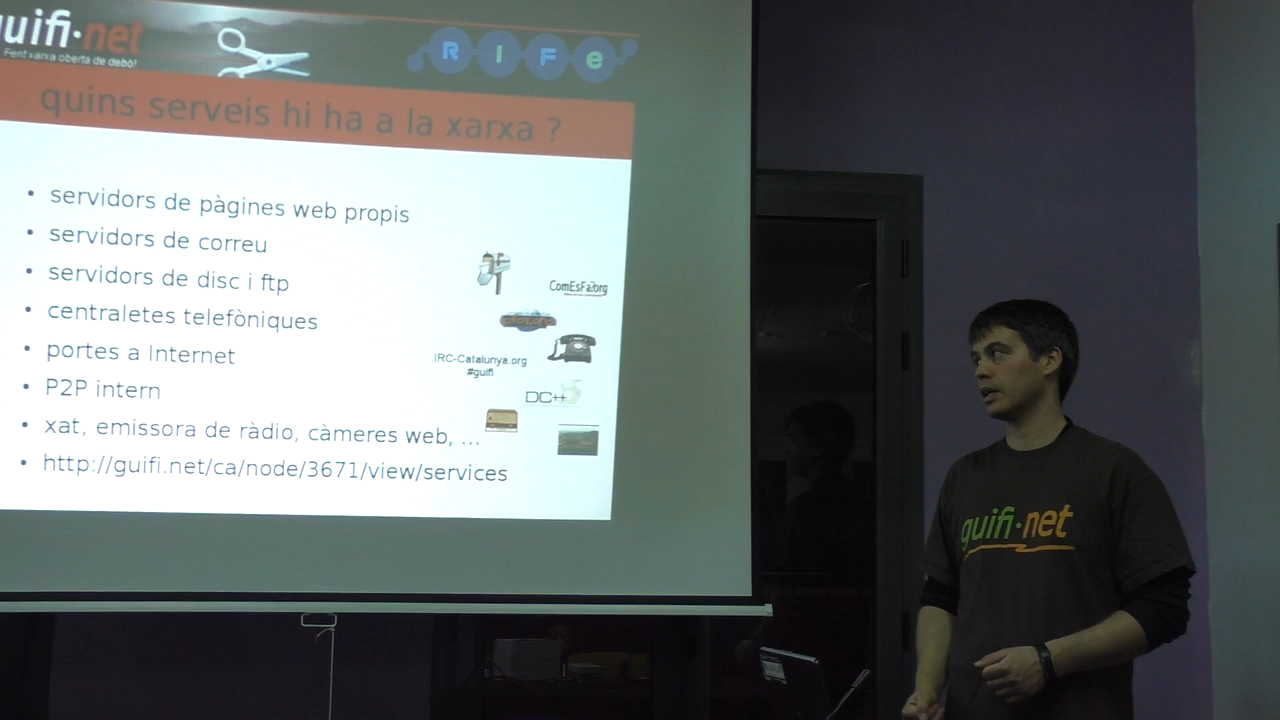 guifi·net
Fent xarxa oberta de debò!
R I F e
quins serveis hi ha a la xarxa ?
• servidors de pàgines web propis
• servidors de correu
• servidors de disc i ftp
• centraletes telefòniques
• portes a Internet
• P2P intern
• xat, emissora de ràdio, càmeres web, ...
• http://guifi.net/ca/node/3671/view/services
ComEsFa?org
IRC-Catalunya.org
#guifi
DC++
guifi·net